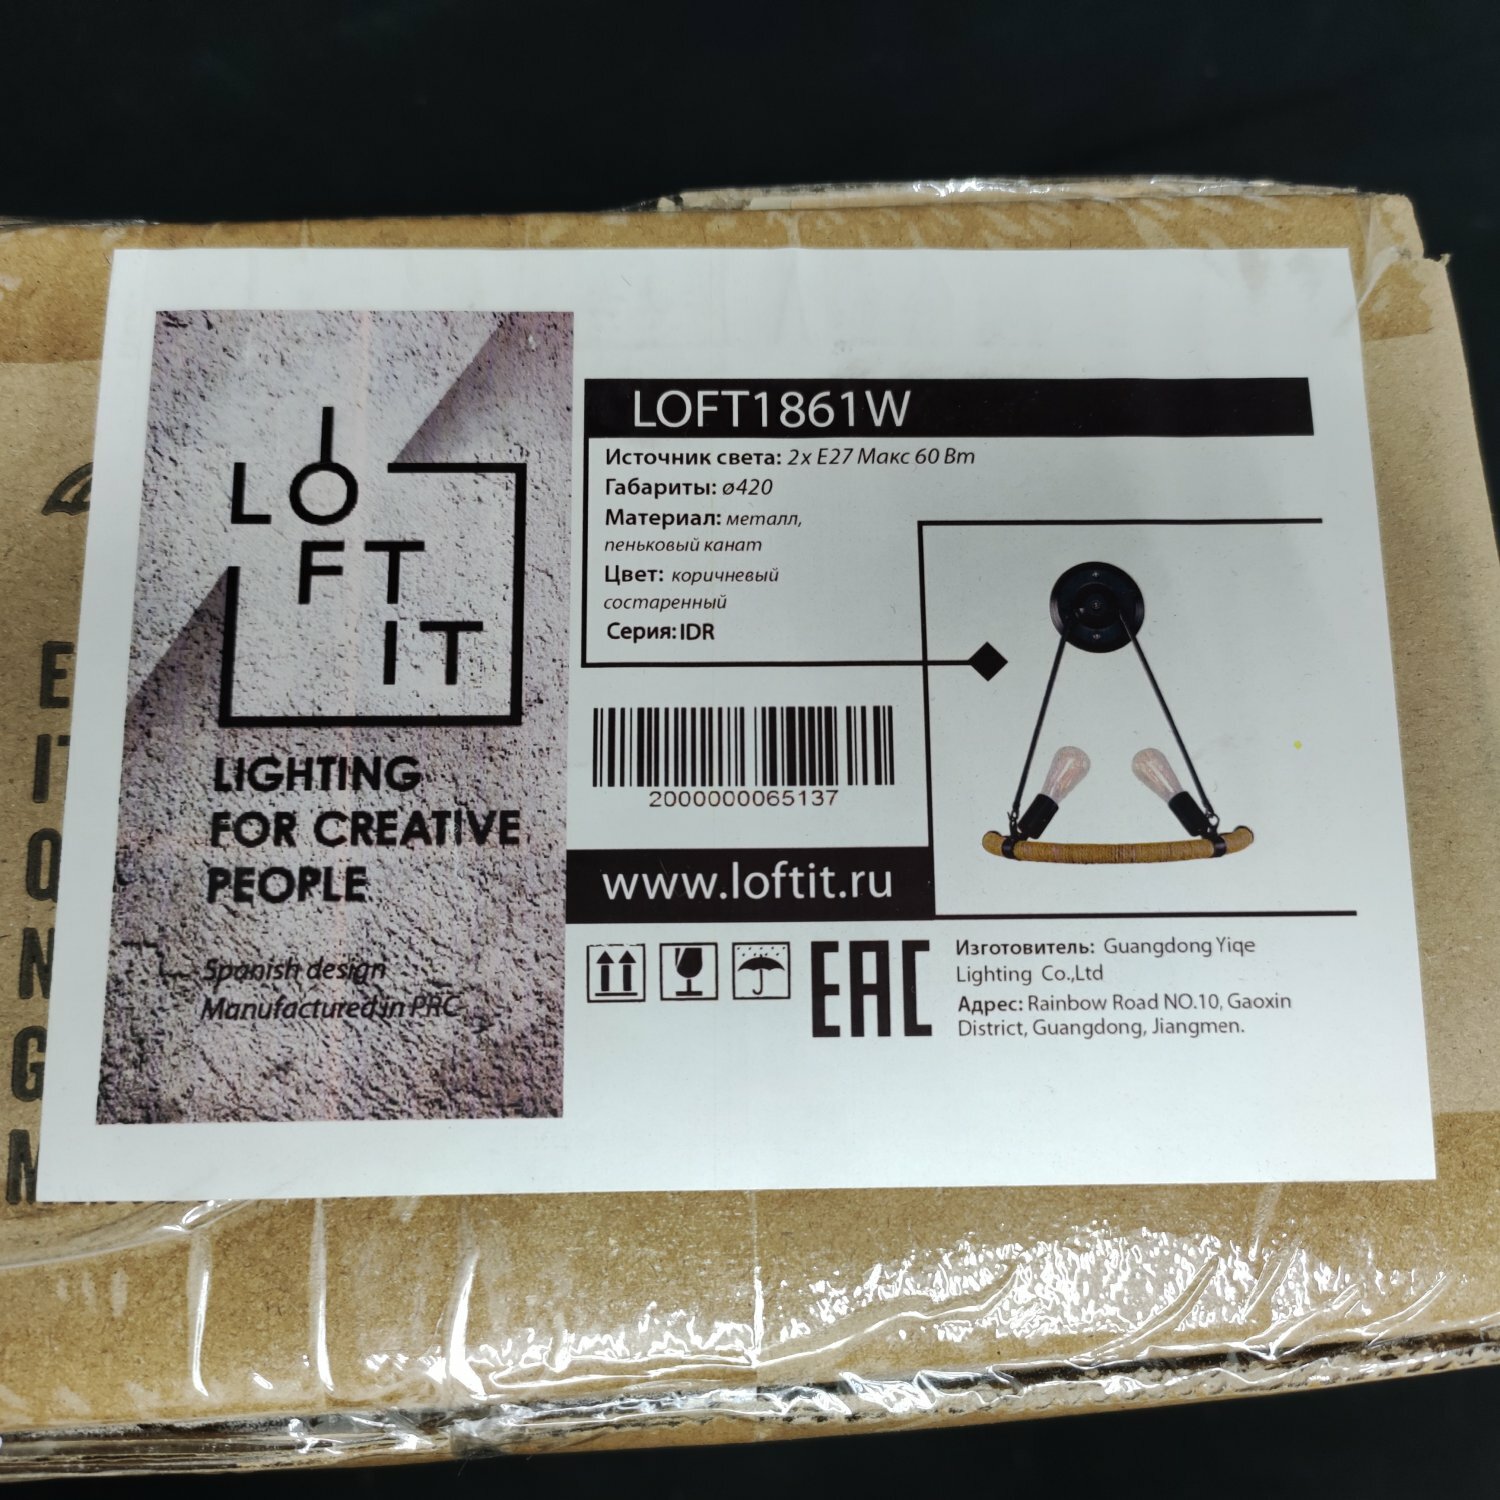 LOFT IT
LIGHTING
FOR CREATIVE
PEOPLE
Spanish design
Manufactured in PRC
LOFT1861W
Источник света: 2x E27 Макс 60 Вт
Габариты: ø420
Материал: металл,
пеньковый канат
Цвет: коричневый
состаренный
Серия: IDR
2000000065137
www.loftit.ru
EAC
Изготовитель: Guangdong Yiqe
Lighting Co.,Ltd
Адрес: Rainbow Road NO.10, Gaoxin
District, Guangdong, Jiangmen.